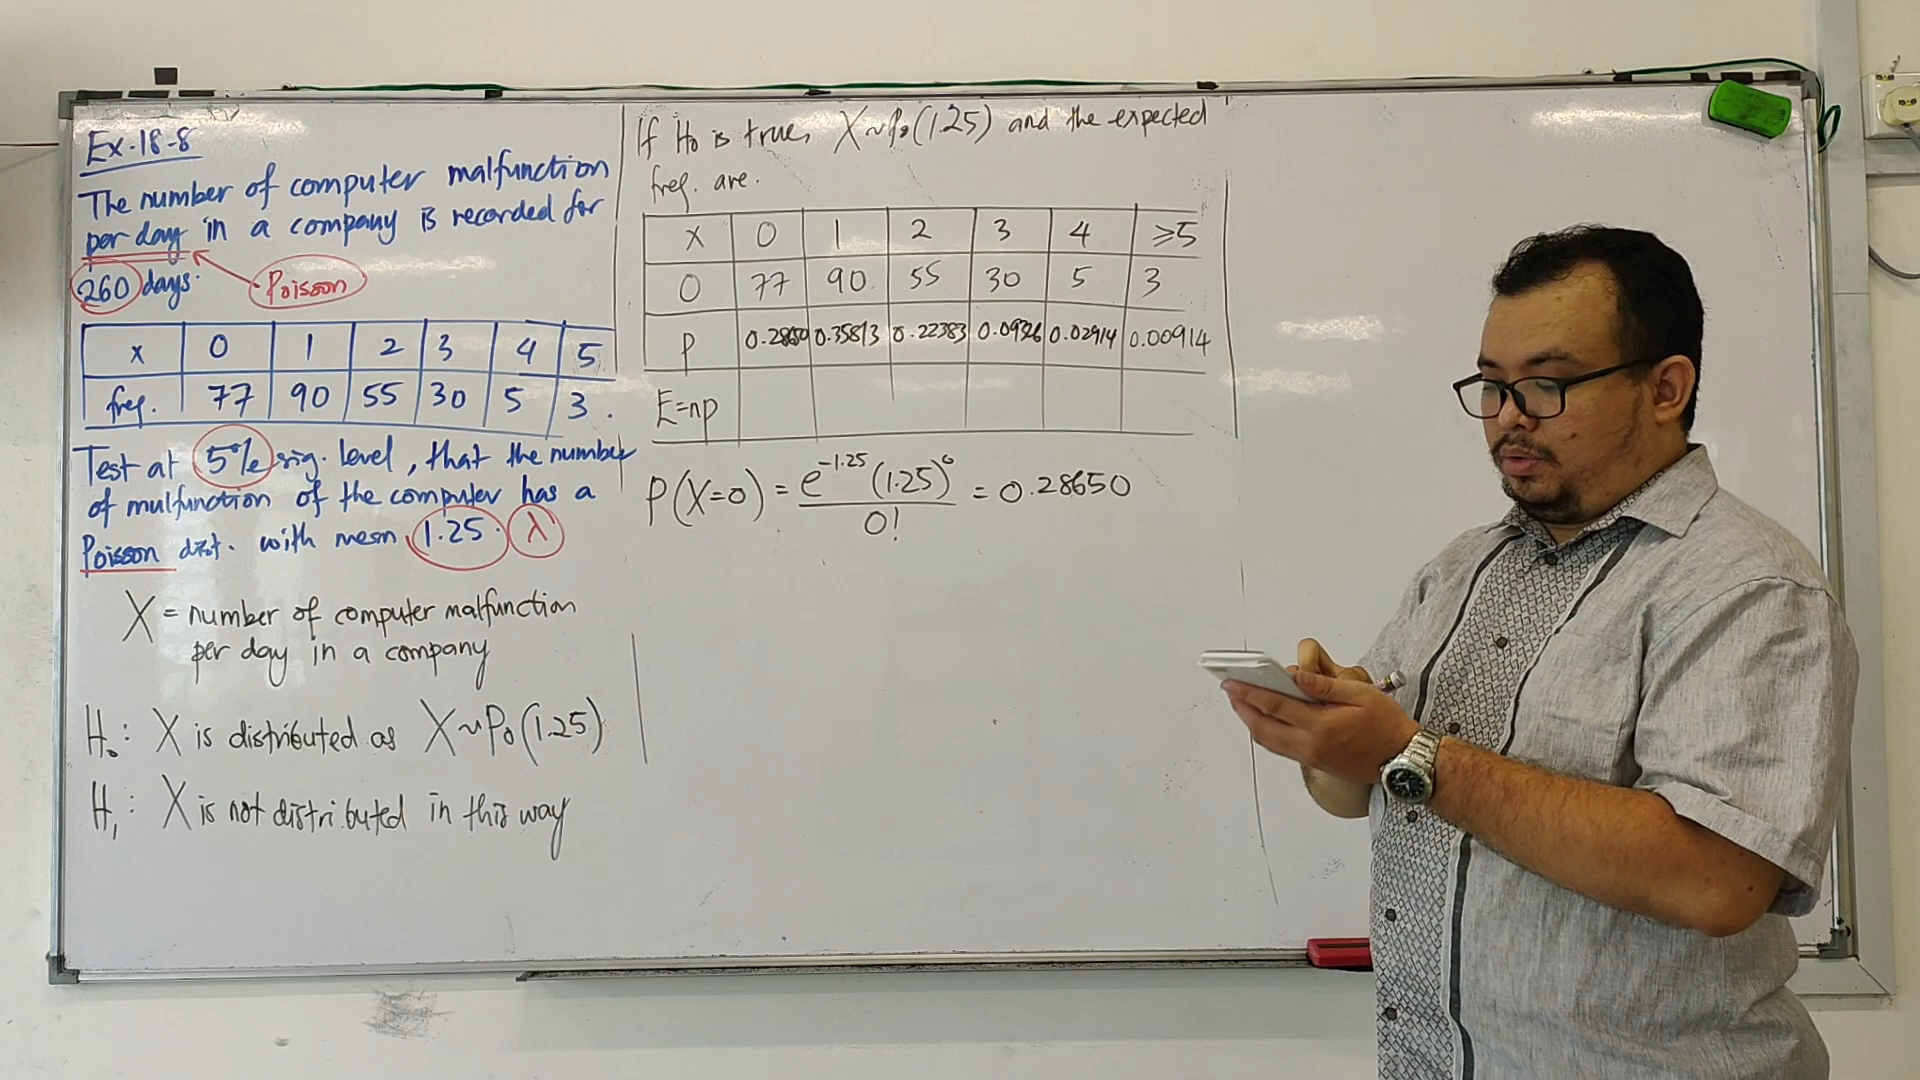 Ex.18-8
The number of computer malfunction
per day in a company is recorded for
260 days.
Poisson
x 0 1 2 3 4 5
freq. 77 90 55 30 5 3.
Test at 5% sig. level, that the number
of mulfunction of the computer has a
Poisson dist. with mean 1.25. λ
X = number of computer malfunction
per day in a company
H₀: X is distributed as X~P₀(1.25)
H₁: X is not distributed in this way
If H₀ is true, X~P₀(1.25) and the expected
freq. are.
X 0 1 2 3 4 ≥5
O 77 90. 55 30 5 3
P 0.28650 0.35813 0.22383 0.09326 0.02914 0.00914
E=np
P(X=0) = e^-1.25 (1.25)^0 / 0! = 0.28650